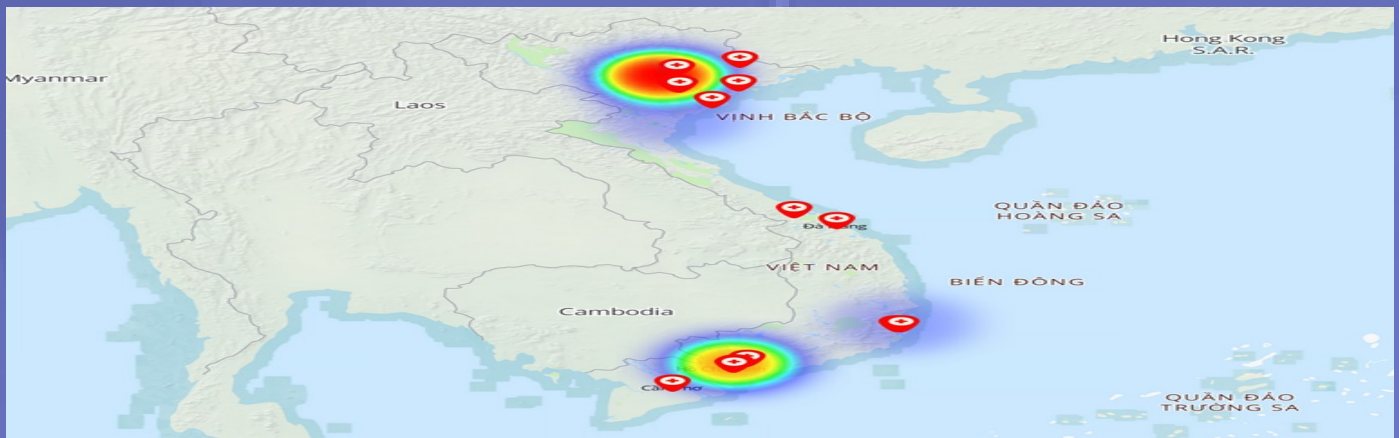 Hong Kong
S.A.R.
Myanmar
Laos
VỊNH BẮC BỘ
QUẦN ĐẢO
HOÀNG SA
VIỆT NAM
BIỂN ĐÔNG
Cambodia
QUẦN ĐẢO
TRƯỜNG SA